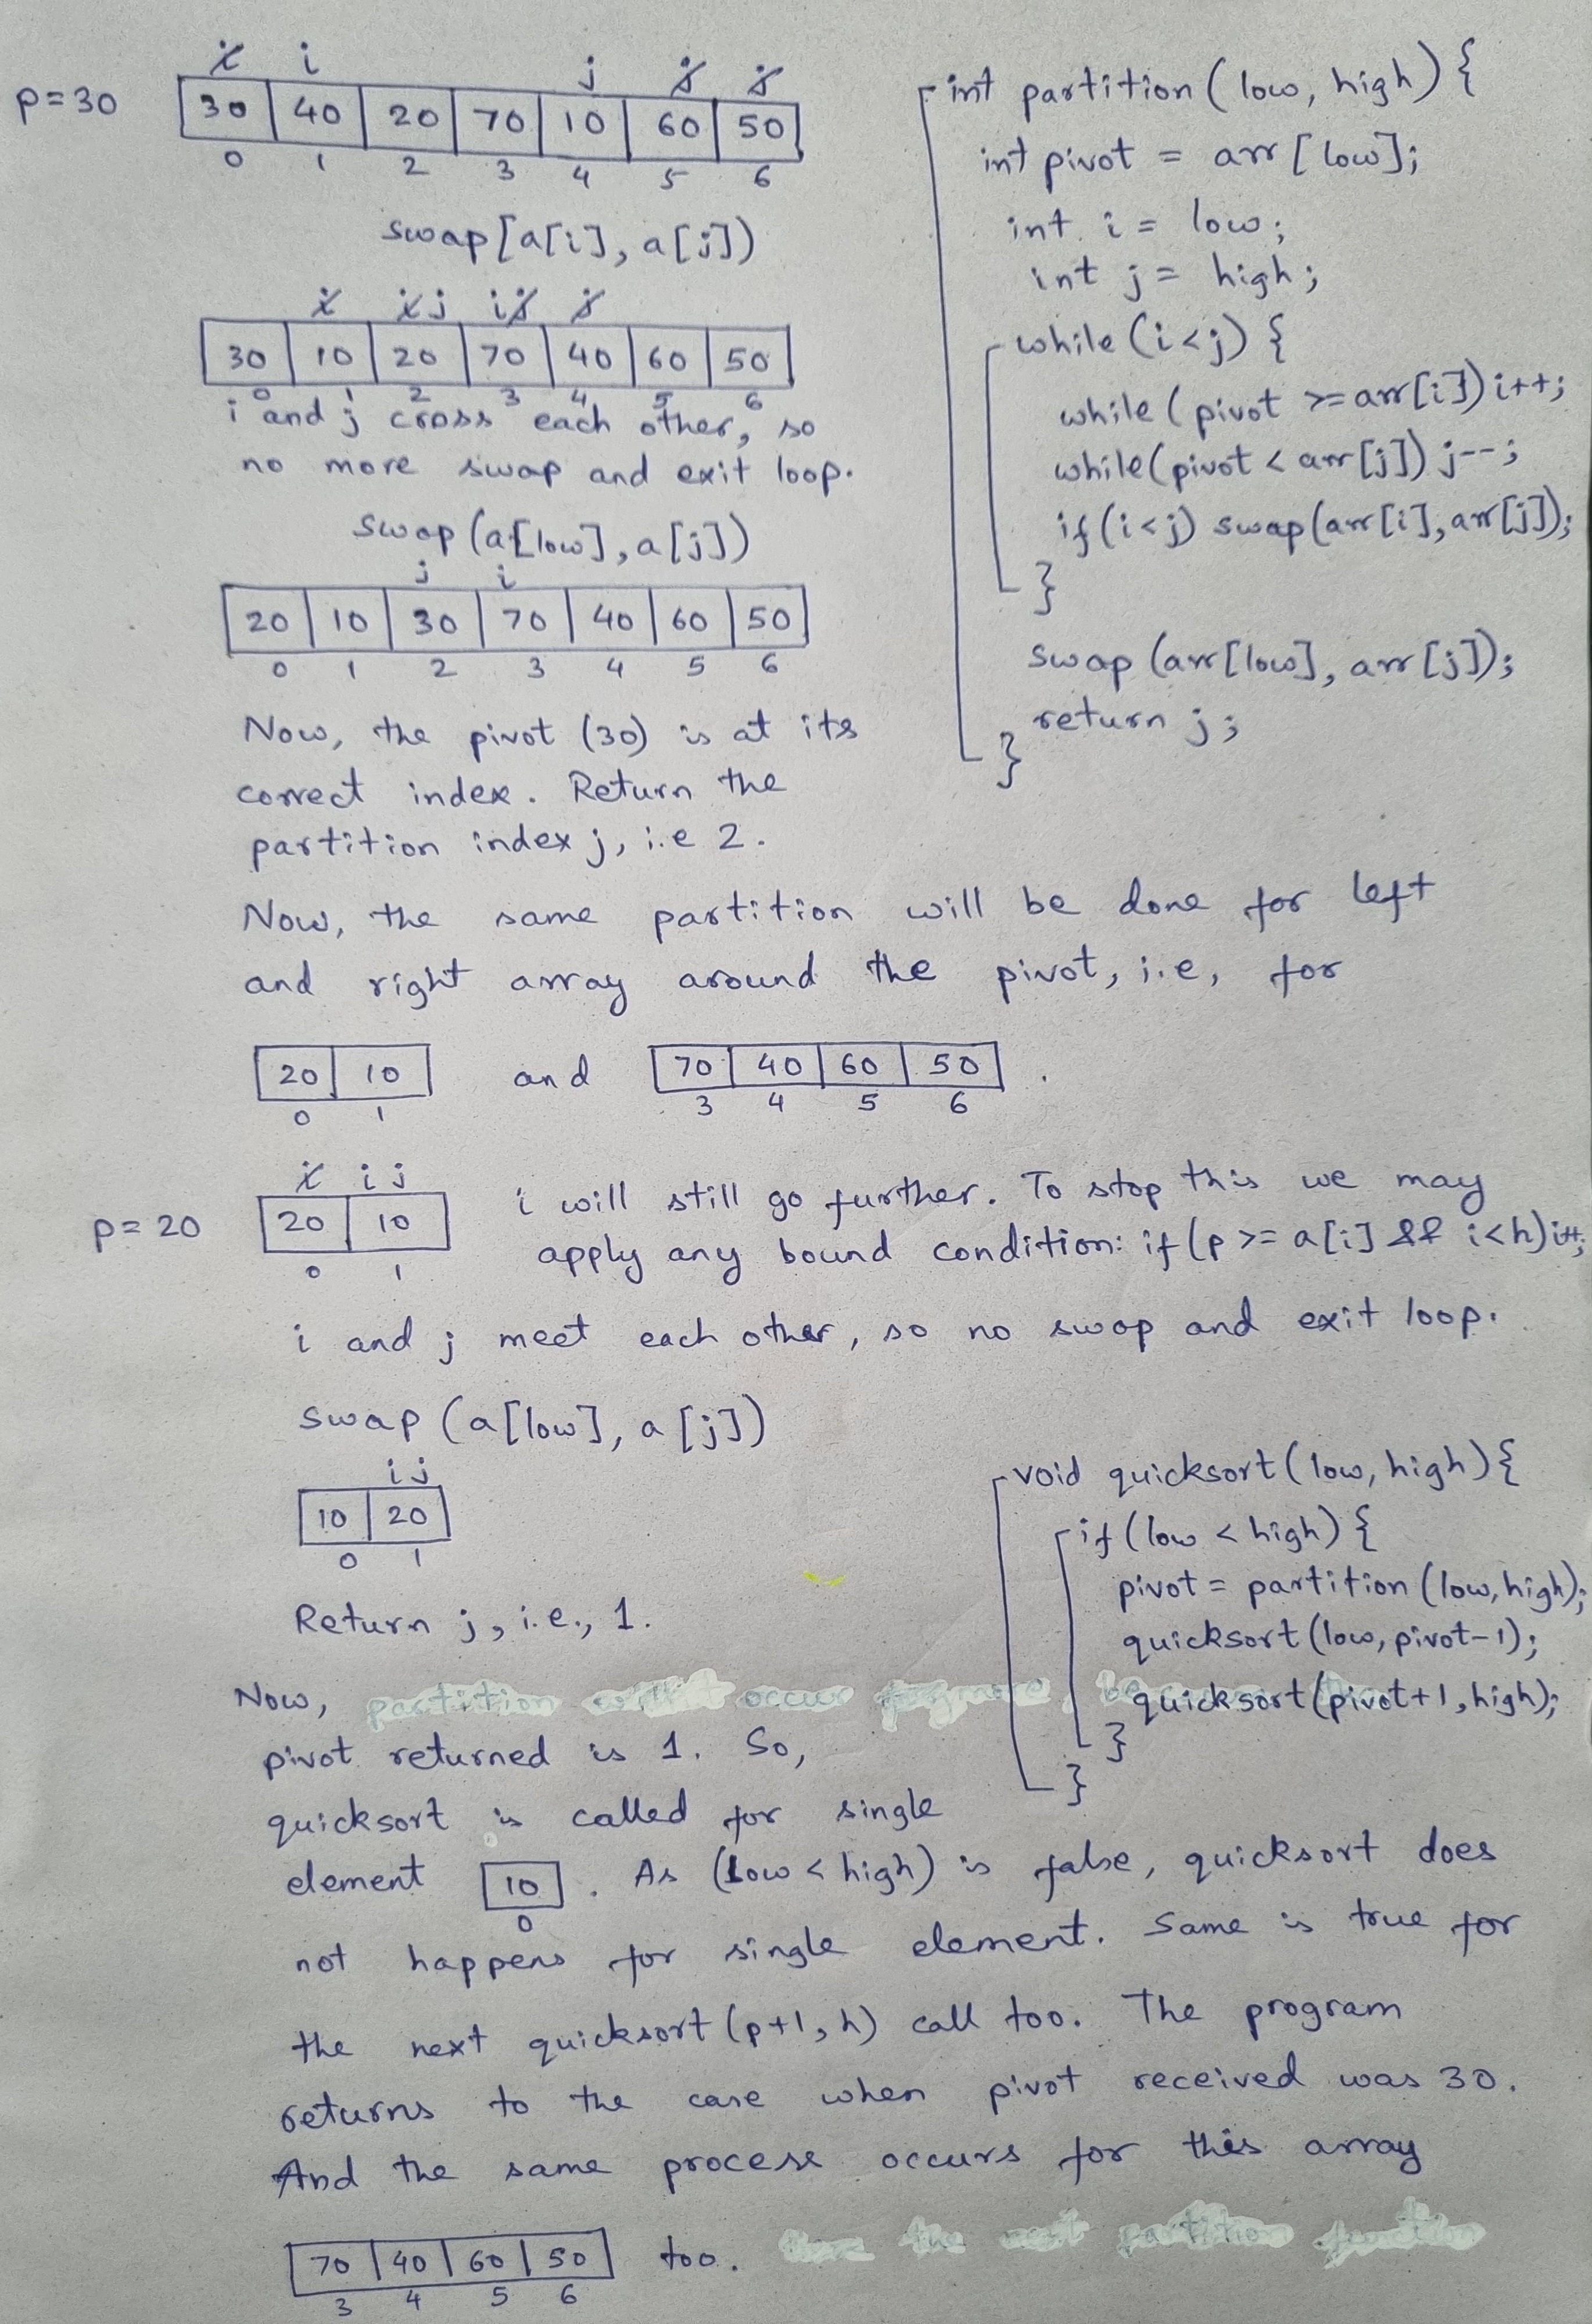 p=30
i i j j j
30 40 20 70 10 60 50
0 1 2 3 4 5 6
swap[a[i], a[j])
i i j i j j
30 10 20 70 40 60 50
0 1 2 3 4 5 6
i and j cross each other, so
no more swap and exit loop.
swap (a[low], a[j])
j i
20 10 30 70 40 60 50
0 1 2 3 4 5 6
Now, the pivot (30) is at its
correct index. Return the
partition index j, i.e 2.
int partition (low, high) {
int pivot = arr [low];
int i = low;
int j = high;
while (i<j) {
while (pivot >= arr[i]) i++;
while (pivot < arr[j]) j--;
if (i<j) swap (arr[i], arr[j]);
}
swap (arr[low], arr[j]);
return j;
}
Now, the same partition will be done for left
and right array around the pivot, i.e, for
20 10 and 70 40 60 50 .
0 1 3 4 5 6
i i j
p=20 20 10
0 1
i will still go further. To stop this we may
apply any bound condition: if (p >= a[i] && i<h) i++;
i and j meet each other, so no swap and exit loop.
swap (a[low], a[j])
i j
10 20
0 1
Return j, i.e., 1.
void quicksort (low, high) {
if (low < high) {
pivot = partition (low, high);
quicksort (low, pivot-1);
quicksort (pivot+1, high);
}
}
Now,
pivot returned is 1. So,
quicksort is called for single
element 10 . As (low < high) is false, quicksort does
0
not happens for single element. Same is true for
the next quicksort (p+1, h) call too. The program
returns to the case when pivot received was 30.
And the same process occurs for this array
70 40 60 50 too.
3 4 5 6